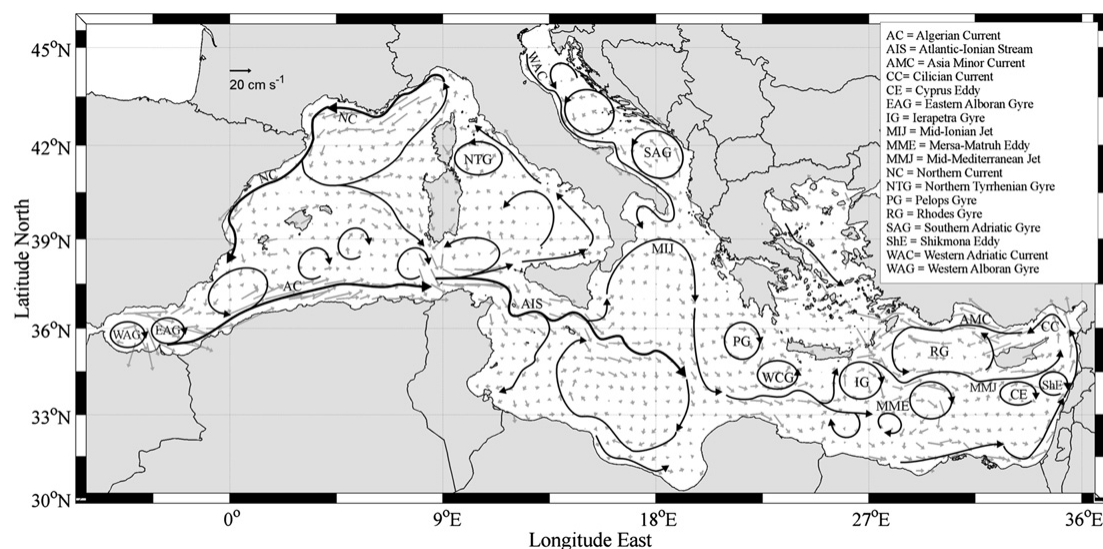 45°N
42°N
39°N
36°N
33°N
30°N
Latitude North
0°
9°E
18°E
27°E
36°E
Longitude East
20 cm s⁻¹
AC = Algerian Current
AIS = Atlantic-Ionian Stream
AMC = Asia Minor Current
CC= Cilician Current
CE = Cyprus Eddy
EAG = Eastern Alboran Gyre
IG = Ierapetra Gyre
MIJ = Mid-Ionian Jet
MME = Mersa-Matruh Eddy
MMJ = Mid-Mediterranean Jet
NC = Northern Current
NTG = Northern Tyrrhenian Gyre
PG = Pelops Gyre
RG = Rhodes Gyre
SAG = Southern Adriatic Gyre
ShE = Shikmona Eddy
WAC= Western Adriatic Current
WAG = Western Alboran Gyre
WAC
NC
NTG
SAG
NC
MIJ
AC
AIS
WAG
EAG
PG
WCG
IG
MME
RG
AMC
CC
MMJ
CE
ShE